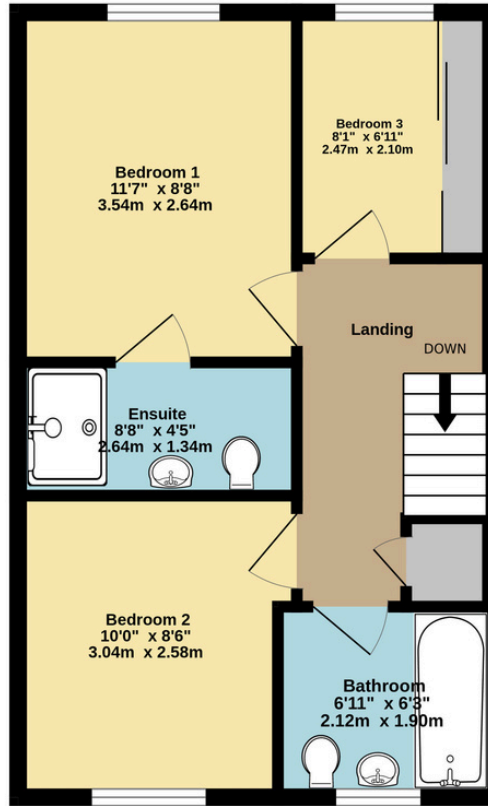 Bedroom 1
11'7" x 8'8"
3.54m x 2.64m
Bedroom 3
8'1" x 6'11"
2.47m x 2.10m
Landing
DOWN
Ensuite
8'8" x 4'5"
2.64m x 1.34m
Bedroom 2
10'0" x 8'6"
3.04m x 2.58m
Bathroom
6'11" x 6'3"
2.12m x 1.90m